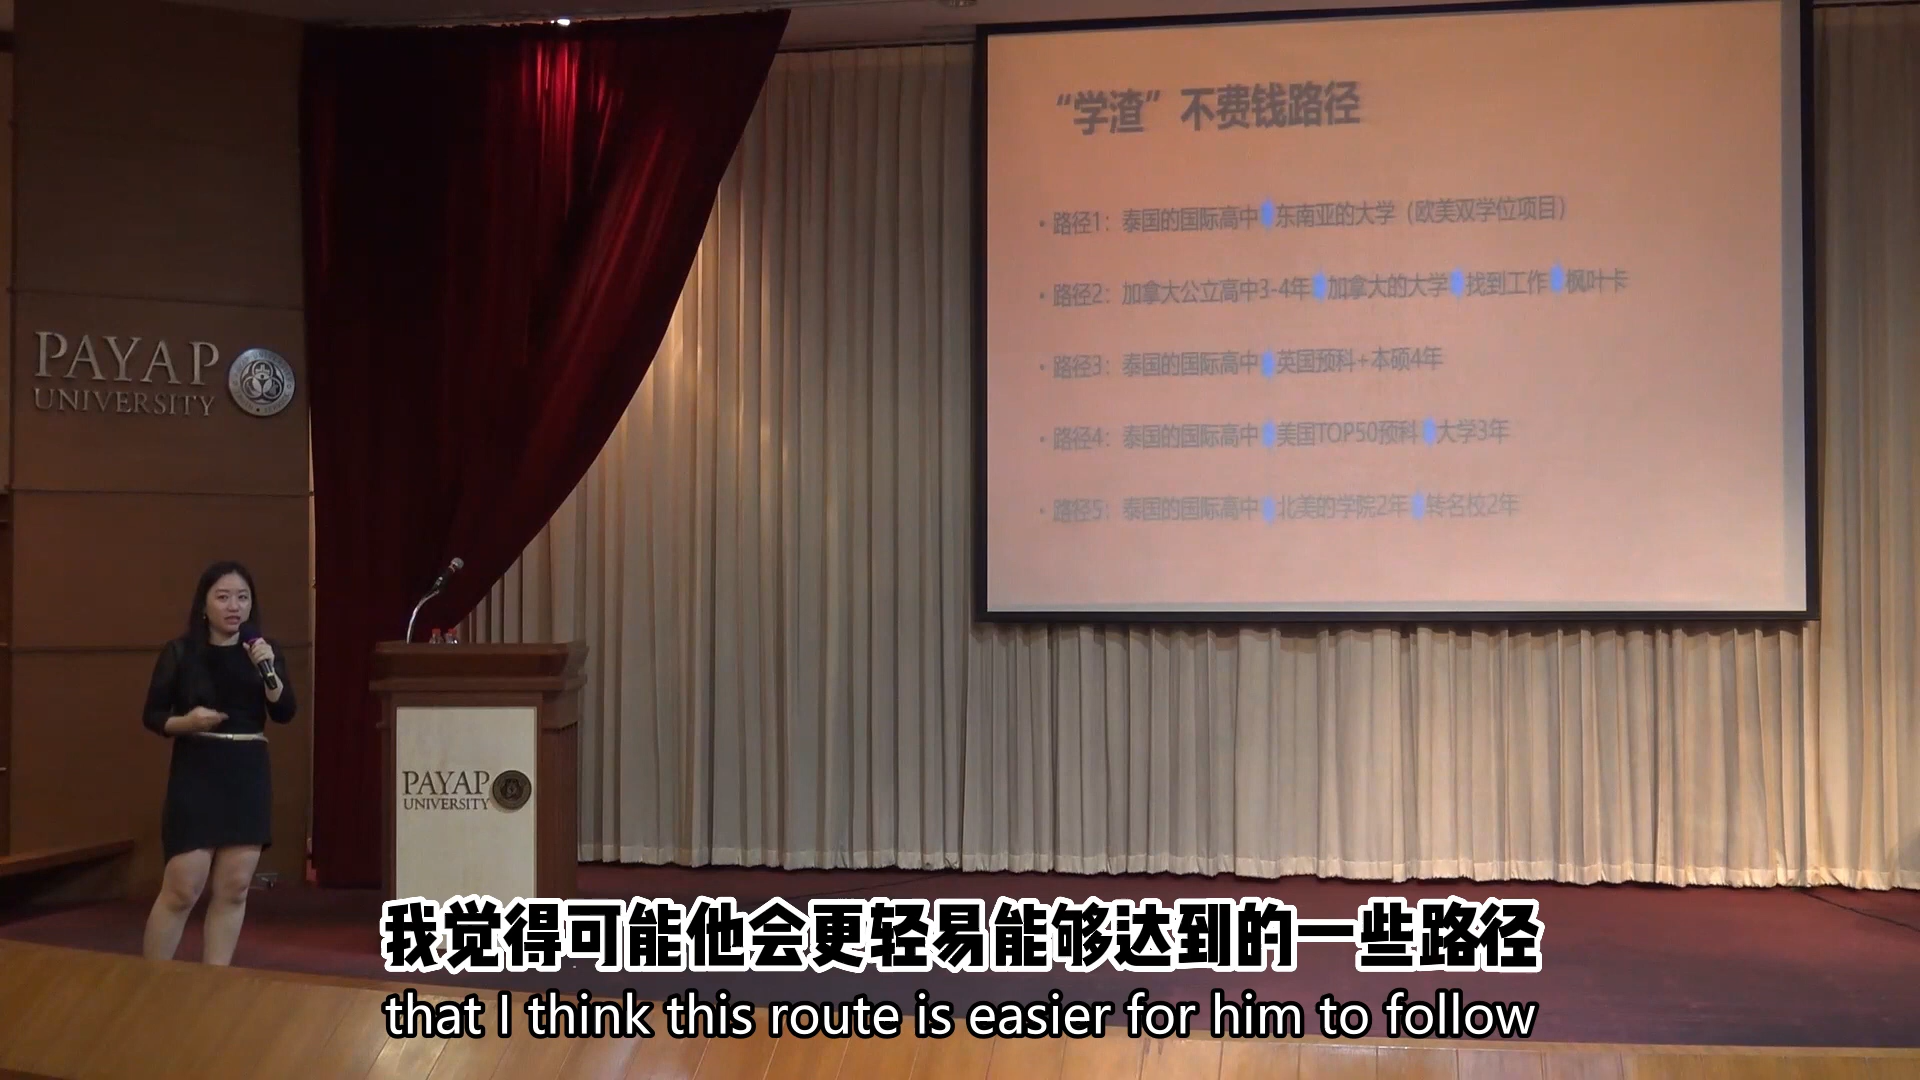 PAYAP
UNIVERSITY
“学渣”不费钱路径
• 路径1：泰国的国际高中 东南亚的大学（欧美双学位项目）
• 路径2：加拿大公立高中3-4年 加拿大的大学 找到工作 枫叶卡
• 路径3：泰国的国际高中 英国预科+本硕4年
• 路径4：泰国的国际高中 美国TOP50预科 大学3年
• 路径5：泰国的国际高中 北美的学院2年 转名校2年
PAYAP
UNIVERSITY
我觉得可能他会更轻易能够达到的一些路径
that I think this route is easier for him to follow